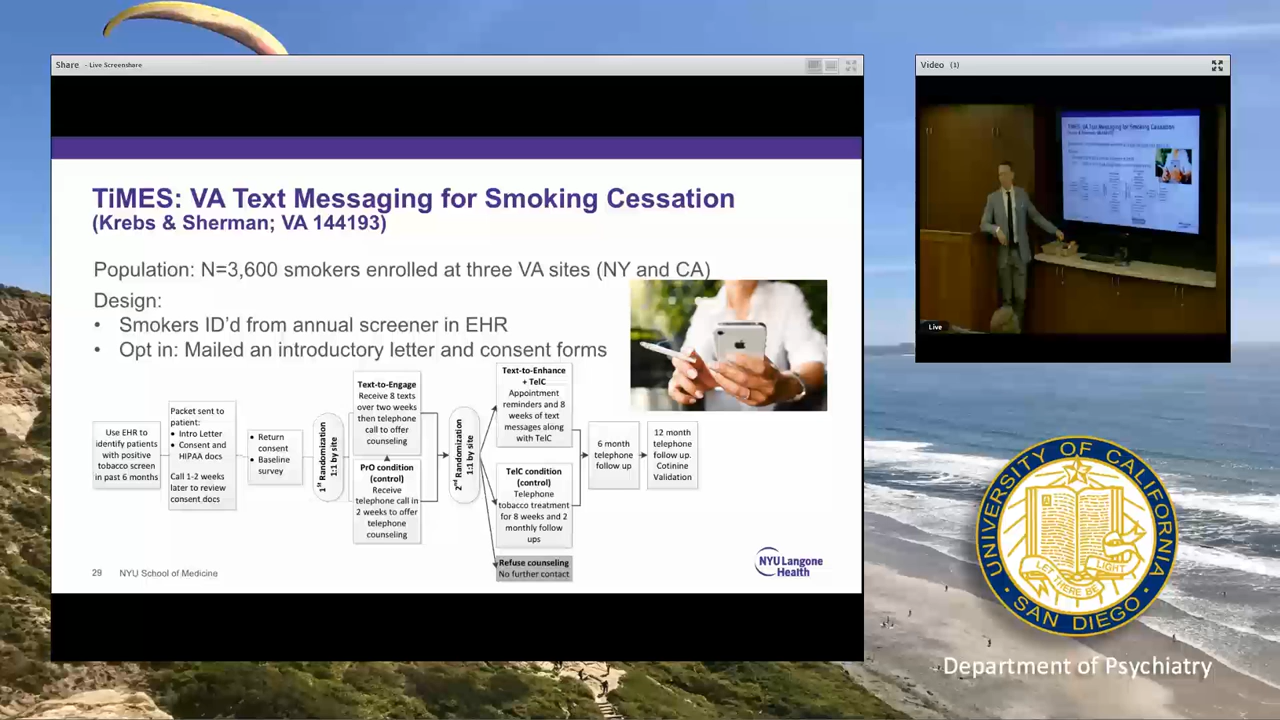 Share - Live Screenshare
TiMES: VA Text Messaging for Smoking Cessation
(Krebs & Sherman; VA 144193)
Population: N=3,600 smokers enrolled at three VA sites (NY and CA)
Design:
• Smokers ID'd from annual screener in EHR
• Opt in: Mailed an introductory letter and consent forms
Use EHR to
identify patients
with positive
tobacco screen
in past 6 months
Packet sent to
patient:
• Intro Letter
• Consent and
HIPAA docs
Call 1-2 weeks
later to review
consent docs
• Return
consent
• Baseline
survey
1st Randomization
1:1 by site
Text-to-Engage
Receive 8 texts
over two weeks
then telephone
call to offer
counseling
PrO condition
(control)
Receive
telephone call in
2 weeks to offer
telephone
counseling
2nd Randomization
1:1 by site
Text-to-Enhance
+ TelC
Appointment
reminders and 8
weeks of text
messages along
with TelC
TelC condition
(control)
Telephone
tobacco treatment
for 8 weeks and 2
monthly follow
ups
Refuse counseling
No further contact
6 month
telephone
follow up
12 month
telephone
follow up.
Cotinine
Validation
29 NYU School of Medicine
NYU Langone
Health
Video (1)
TiMES: VA Text Messaging for Smoking Cessation
Live
UNIVERSITY OF CALIFORNIA
LET THERE BE LIGHT
SAN DIEGO
Department of Psychiatry